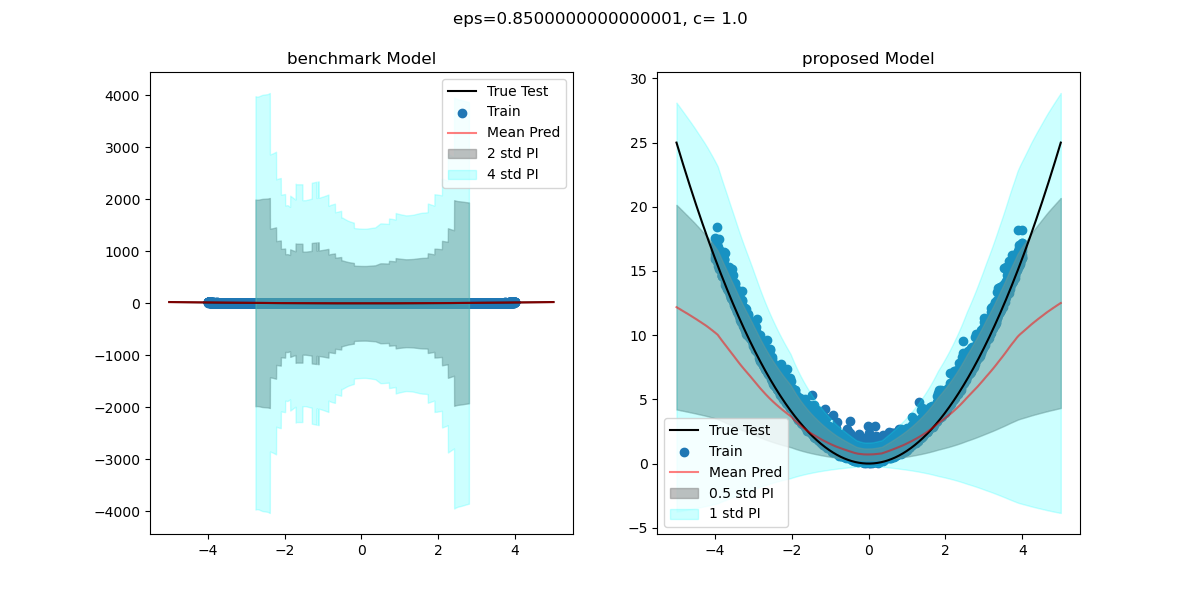 eps=0.8500000000000001, c= 1.0
benchmark Model
4000
3000
2000
1000
0
−1000
−2000
−3000
−4000
−4
−2
0
2
4
True Test
Train
Mean Pred
2 std PI
4 std PI
proposed Model
30
25
20
15
10
5
0
−5
−4
−2
0
2
4
True Test
Train
Mean Pred
0.5 std PI
1 std PI